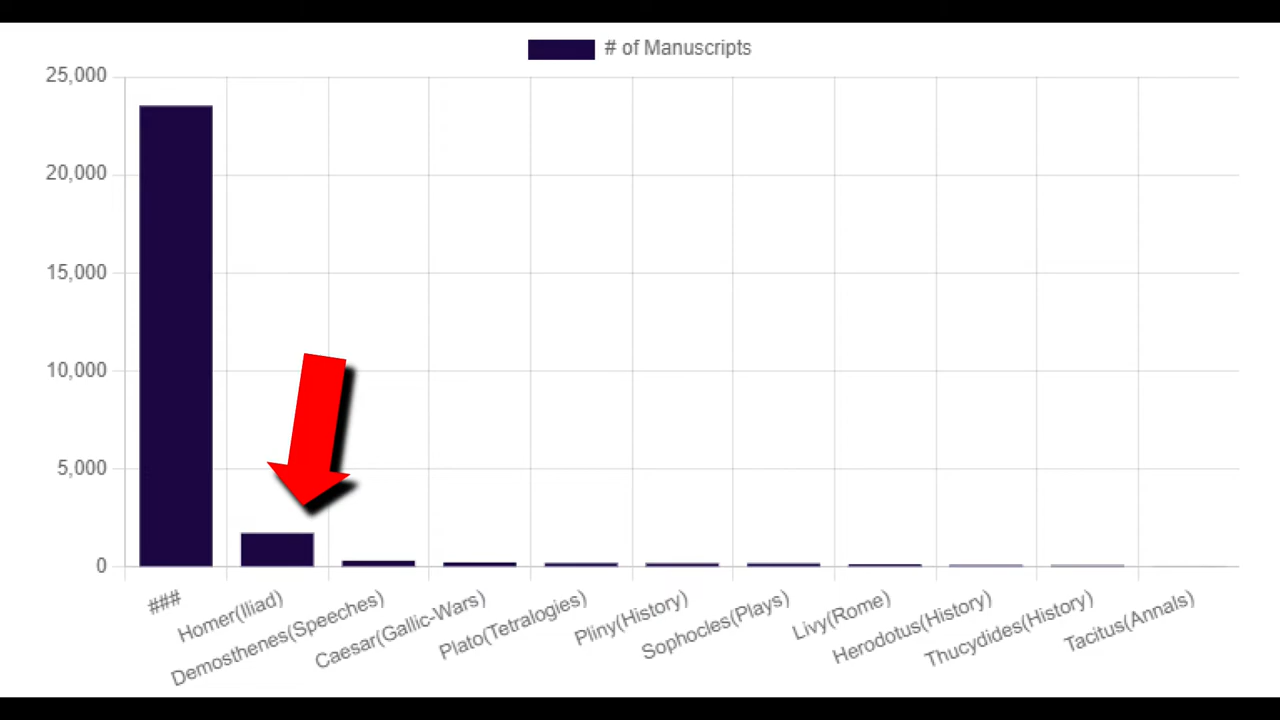 # of Manuscripts
25,000
20,000
15,000
10,000
5,000
0
###
Homer(Iliad)
Demosthenes(Speeches)
Caesar(Gallic-Wars)
Plato(Tetralogies)
Pliny(History)
Sophocles(Plays)
Livy(Rome)
Herodotus(History)
Thucydides(History)
Tacitus(Annals)